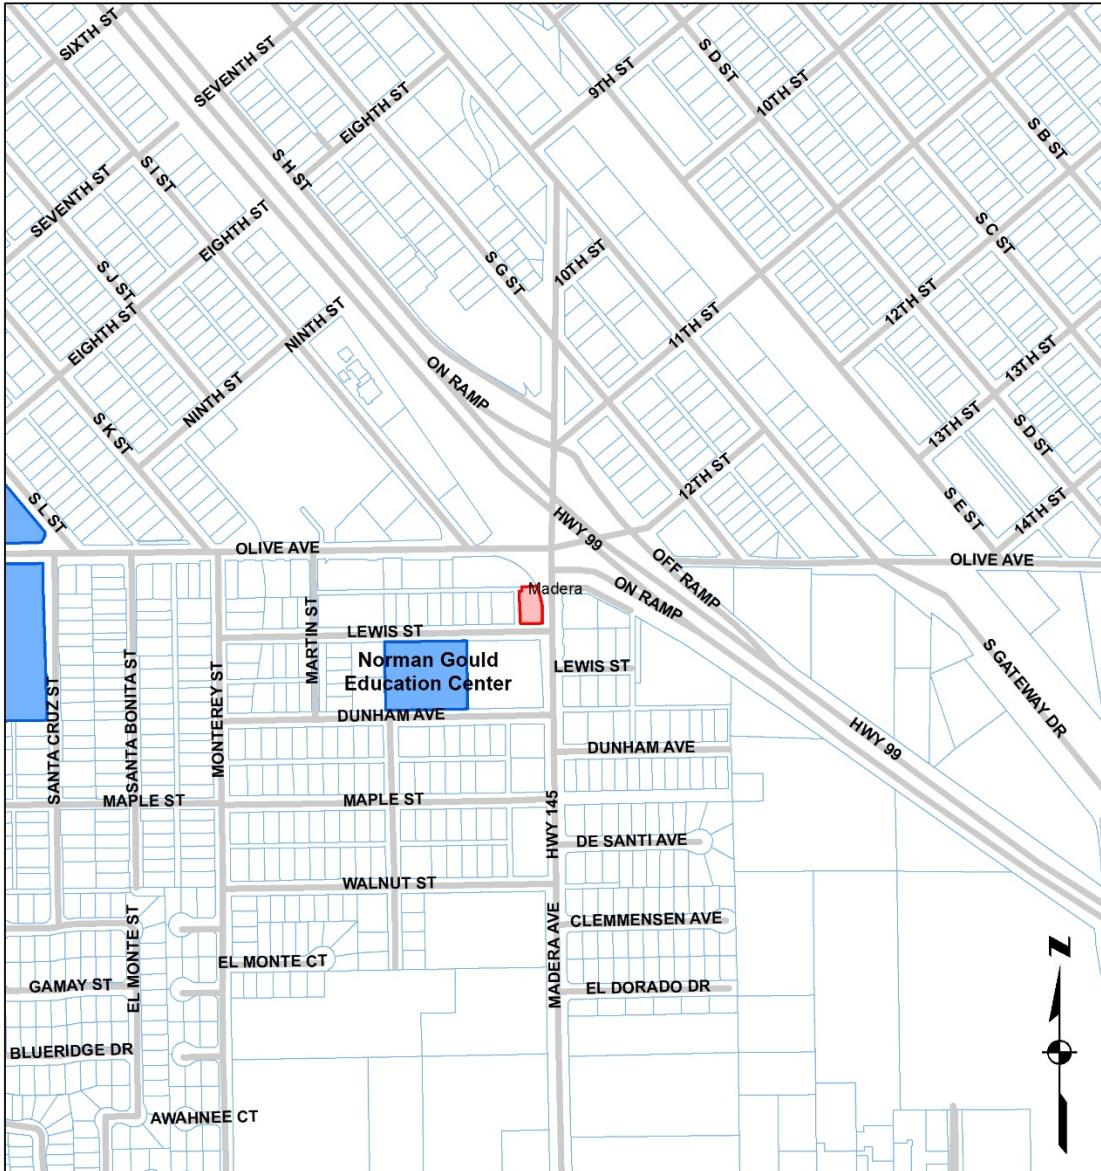 SIXTH ST
SEVENTH ST
EIGHTH ST
9TH ST
S D ST
10TH ST
S B ST
S I ST
S H ST
SEVENTH ST
EIGHTH ST
S C ST
S G ST
10TH ST
S J ST
12TH ST
EIGHTH ST
NINTH ST
11TH ST
13TH ST
ON RAMP
NINTH ST
S K ST
13TH ST
S D ST
12TH ST
S L ST
S E ST
14TH ST
HWY 99
OLIVE AVE
OFF RAMP
OLIVE AVE
Madera
ON RAMP
MARTIN ST
LEWIS ST
Norman Gould
Education Center
LEWIS ST
S GATEWAY DR
SANTA CRUZ ST
SANTA BONITA ST
MONTEREY ST
DUNHAM AVE
DUNHAM AVE
HWY 99
MAPLE ST
MAPLE ST
HWY 145
DE SANTI AVE
WALNUT ST
CLEMMENSEN AVE
EL MONTE ST
EL MONTE CT
MADERA AVE
GAMAY ST
EL DORADO DR
BLUERIDGE DR
AWAHNEE CT
Z